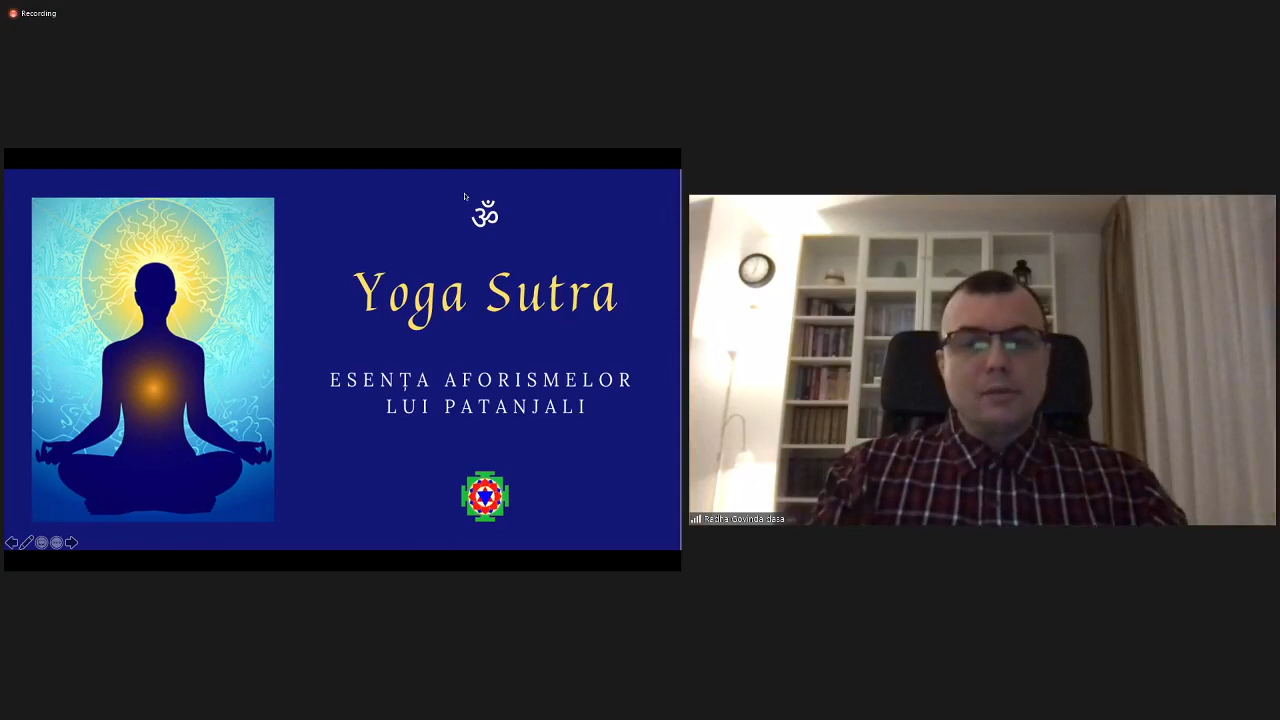 Recording
ॐ
Yoga Sutra
ESENȚA AFORISMELOR
LUI PATANJALI
Radha Govinda dasa